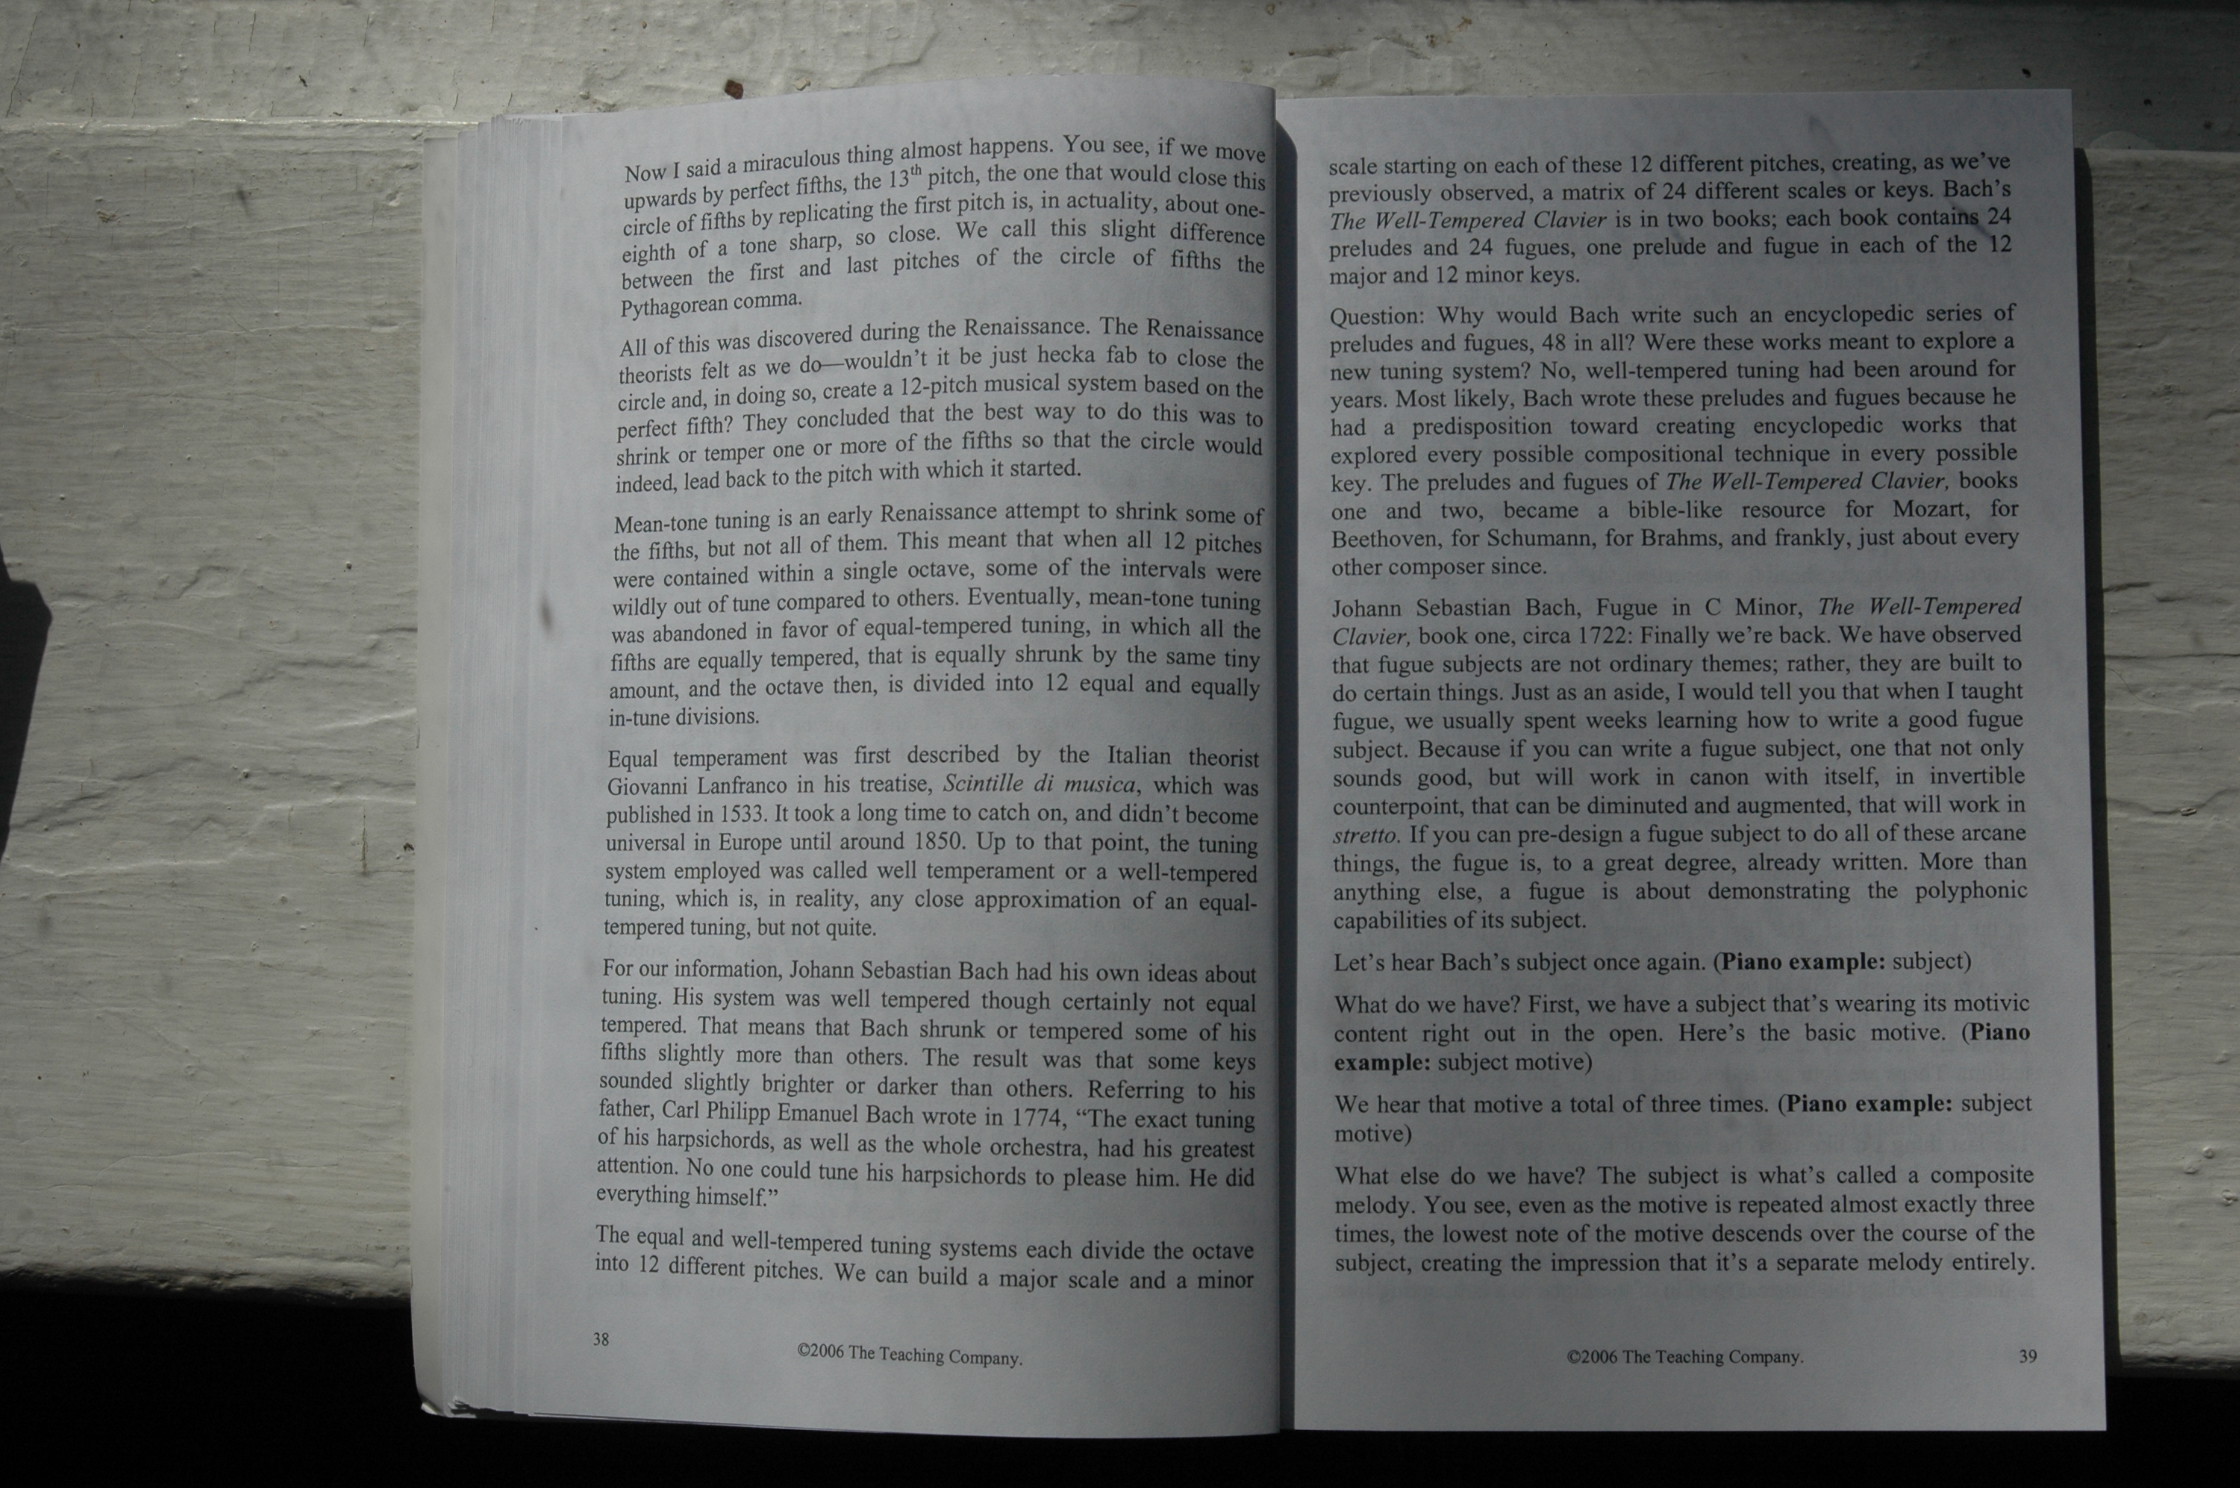 Now I said a miraculous thing almost happens. You see, if we move
upwards by perfect fifths, the 13th pitch, the one that would close this
circle of fifths by replicating the first pitch is, in actuality, about one-
eighth of a tone sharp, so close. We call this slight difference
between the first and last pitches of the circle of fifths the
Pythagorean comma.
All of this was discovered during the Renaissance. The Renaissance
theorists felt as we do—wouldn't it be just hecka fab to close the
circle and, in doing so, create a 12-pitch musical system based on the
perfect fifth? They concluded that the best way to do this was to
shrink or temper one or more of the fifths so that the circle would
indeed, lead back to the pitch with which it started.
Mean-tone tuning is an early Renaissance attempt to shrink some of
the fifths, but not all of them. This meant that when all 12 pitches
were contained within a single octave, some of the intervals were
wildly out of tune compared to others. Eventually, mean-tone tuning
was abandoned in favor of equal-tempered tuning, in which all the
fifths are equally tempered, that is equally shrunk by the same tiny
amount, and the octave then, is divided into 12 equal and equally
in-tune divisions.
Equal temperament was first described by the Italian theorist
Giovanni Lanfranco in his treatise, Scintille di musica, which was
published in 1533. It took a long time to catch on, and didn't become
universal in Europe until around 1850. Up to that point, the tuning
system employed was called well temperament or a well-tempered
tuning, which is, in reality, any close approximation of an equal-
tempered tuning, but not quite.
For our information, Johann Sebastian Bach had his own ideas about
tuning. His system was well tempered though certainly not equal
tempered. That means that Bach shrunk or tempered some of his
fifths slightly more than others. The result was that some keys
sounded slightly brighter or darker than others. Referring to his
father, Carl Philipp Emanuel Bach wrote in 1774, “The exact tuning
of his harpsichords, as well as the whole orchestra, had his greatest
attention. No one could tune his harpsichords to please him. He did
everything himself.”
The equal and well-tempered tuning systems each divide the octave
into 12 different pitches. We can build a major scale and a minor
38
©2006 The Teaching Company.
scale starting on each of these 12 different pitches, creating, as we've
previously observed, a matrix of 24 different scales or keys. Bach's
The Well-Tempered Clavier is in two books; each book contains 24
preludes and 24 fugues, one prelude and fugue in each of the 12
major and 12 minor keys.
Question: Why would Bach write such an encyclopedic series of
preludes and fugues, 48 in all? Were these works meant to explore a
new tuning system? No, well-tempered tuning had been around for
years. Most likely, Bach wrote these preludes and fugues because he
had a predisposition toward creating encyclopedic works that
explored every possible compositional technique in every possible
key. The preludes and fugues of The Well-Tempered Clavier, books
one and two, became a bible-like resource for Mozart, for
Beethoven, for Schumann, for Brahms, and frankly, just about every
other composer since.
Johann Sebastian Bach, Fugue in C Minor, The Well-Tempered
Clavier, book one, circa 1722: Finally we're back. We have observed
that fugue subjects are not ordinary themes; rather, they are built to
do certain things. Just as an aside, I would tell you that when I taught
fugue, we usually spent weeks learning how to write a good fugue
subject. Because if you can write a fugue subject, one that not only
sounds good, but will work in canon with itself, in invertible
counterpoint, that can be diminuted and augmented, that will work in
stretto. If you can pre-design a fugue subject to do all of these arcane
things, the fugue is, to a great degree, already written. More than
anything else, a fugue is about demonstrating the polyphonic
capabilities of its subject.
Let's hear Bach's subject once again. (Piano example: subject)
What do we have? First, we have a subject that's wearing its motivic
content right out in the open. Here's the basic motive. (Piano
example: subject motive)
We hear that motive a total of three times. (Piano example: subject
motive)
What else do we have? The subject is what's called a composite
melody. You see, even as the motive is repeated almost exactly three
times, the lowest note of the motive descends over the course of the
subject, creating the impression that it's a separate melody entirely.
©2006 The Teaching Company.
39